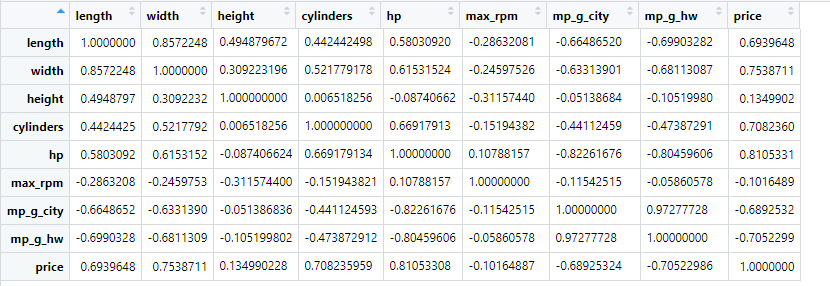 length width height cylinders hp max_rpm mp_g_city mp_g_hw price
length 1.0000000 0.8572248 0.494879672 0.442442498 0.58030920 -0.28632081 -0.66486520 -0.69903282 0.6939648
width 0.8572248 1.0000000 0.309223196 0.521779178 0.61531524 -0.24597526 -0.63313901 -0.68113087 0.7538711
height 0.4948797 0.3092232 1.000000000 0.006518256 -0.08740662 -0.31157440 -0.05138684 -0.10519980 0.1349902
cylinders 0.4424425 0.5217792 0.006518256 1.000000000 0.66917913 -0.15194382 -0.44112459 -0.47387291 0.7082360
hp 0.5803092 0.6153152 -0.087406624 0.669179134 1.00000000 0.10788157 -0.82261676 -0.80459606 0.8105331
max_rpm -0.2863208 -0.2459753 -0.311574400 -0.151943821 0.10788157 1.00000000 -0.11542515 -0.05860578 -0.1016489
mp_g_city -0.6648652 -0.6331390 -0.051386836 -0.441124593 -0.82261676 -0.11542515 1.00000000 0.97277728 -0.6892532
mp_g_hw -0.6990328 -0.6811309 -0.105199802 -0.473872912 -0.80459606 -0.05860578 0.97277728 1.00000000 -0.7052299
price 0.6939648 0.7538711 0.134990228 0.708235959 0.81053308 -0.10164887 -0.68925324 -0.70522986 1.0000000